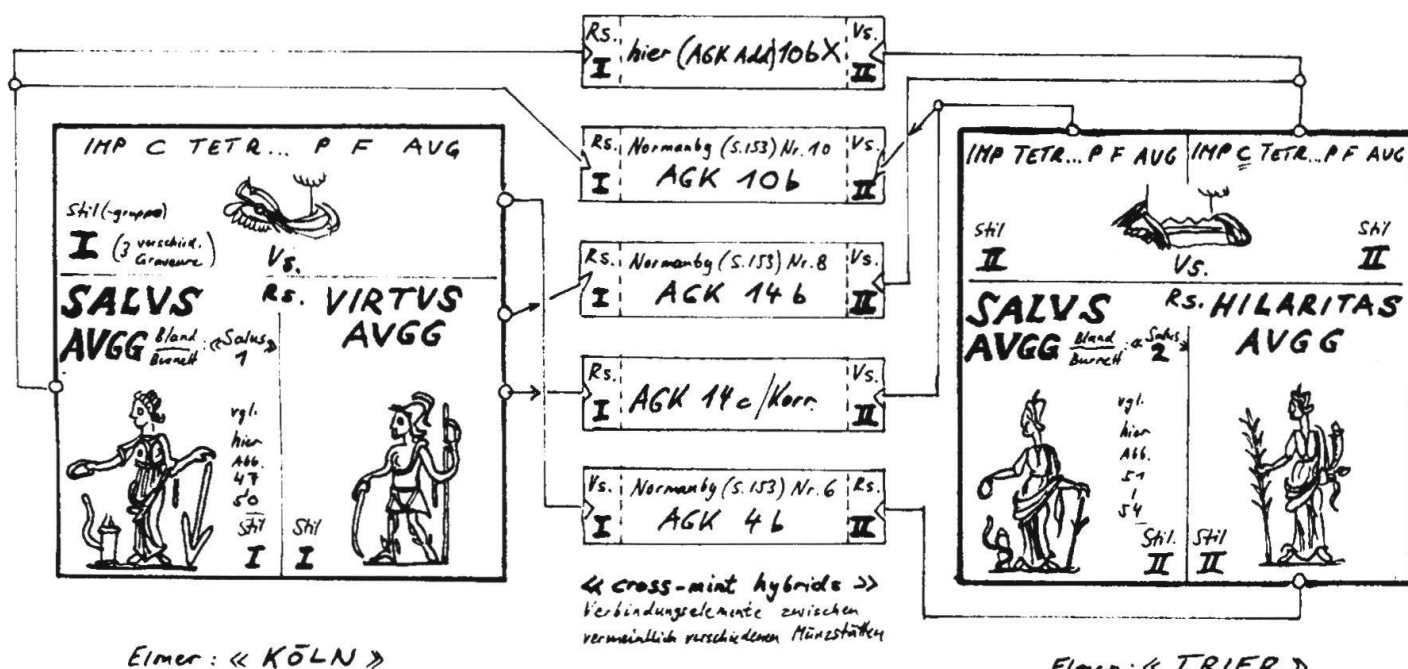 Rs. hier (AGK Add) 10bX Vs.
I II
Rs. Normanby (S.153) Nr. 10 Vs.
I AGK 10b II
Rs. Normanby (S.153) Nr. 8 Vs.
I AGK 14b II
Rs. AGK 14c/Korr. Vs.
I II
Vs. Normanby (S.153) Nr. 6 Rs.
I AGK 4b II
« cross-mint hybrids »
Verbindungselemente zwischen
vermeintlich verschiedenen Münzstätten
IMP C TETR... P F AUG
Stil(-gruppe)
I (3 verschied.
Graveure)
Vs.
SALVS
AVGG Bland
Burnett : «Salus»
1
Rs. VIRTVS
AVGG
vgl.
hier
Abb.
47
50
Stil
I
Stil
I
Elmer: « KÖLN »
IMP TETR... P F AUG
IMP C TETR... P F AUG
Stil
II
Stil
II
Vs.
SALVS
AVGG Bland
Burnett : «Salus»
2
Rs. HILARITAS
AVGG
vgl.
hier
Abb.
51
54
Stil
II
Stil
II
Elmer: « TRIER »